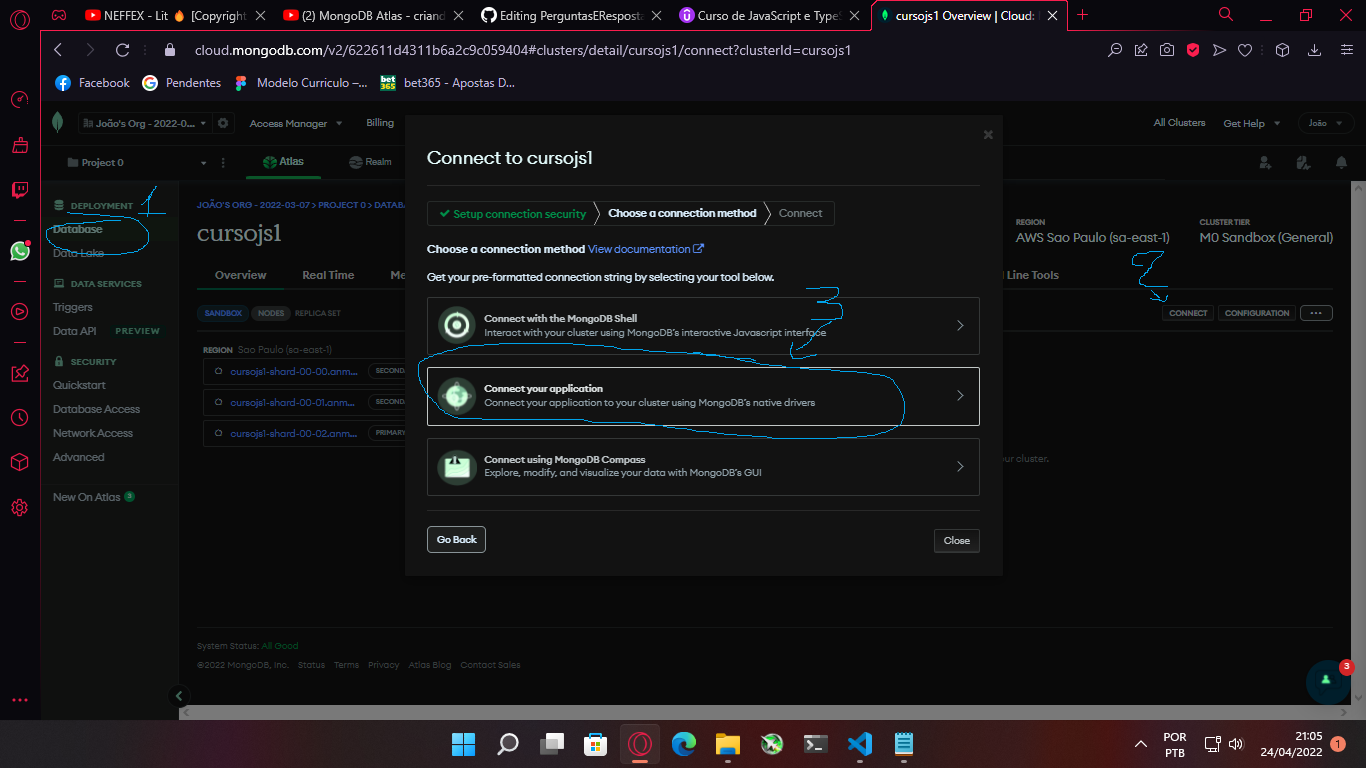 NEFFEX - Lit 🔥 [Copyright
(2) MongoDB Atlas - criand
Editing PerguntasERespost
Curso de JavaScript e TypeS
cursojs1 Overview | Cloud:
cloud.mongodb.com/v2/622611d4311b6a2c9c059404#clusters/detail/cursojs1/connect?clusterId=cursojs1
Facebook
Pendentes
Modelo Curriculo –...
bet365
bet365 - Apostas D...
João's Org - 2022-0...
Access Manager
Billing
All Clusters
Get Help
João
Project 0
Atlas
Realm
DEPLOYMENT
1
Database
Data Lake
DATA SERVICES
Triggers
Data API PREVIEW
SECURITY
Quickstart
Database Access
Network Access
Advanced
New On Atlas 3
JOÃO'S ORG - 2022-03-07 > PROJECT 0 > DATAB
cursojs1
Overview
Real Time
Me
SANDBOX
NODES
REPLICA SET
REGION Sao Paulo (sa-east-1)
cursojs1-shard-00-00.anm... SECOND
cursojs1-shard-00-01.anm... SECOND
cursojs1-shard-00-02.anm... PRIMARY
Connect to cursojs1
Setup connection security
Choose a connection method
Connect
Choose a connection method View documentation
Get your pre-formatted connection string by selecting your tool below.
3
Connect with the MongoDB Shell
Interact with your cluster using MongoDB's interactive Javascript interface
Connect your application
Connect your application to your cluster using MongoDB's native drivers
Connect using MongoDB Compass
Explore, modify, and visualize your data with MongoDB's GUI
Go Back
Close
REGION
AWS Sao Paulo (sa-east-1)
CLUSTER TIER
M0 Sandbox (General)
Line Tools
2
CONNECT
CONFIGURATION
...
our cluster.
System Status: All Good
©2022 MongoDB, Inc.
Status
Terms
Privacy
Atlas Blog
Contact Sales
3
POR
PTB
21:05
24/04/2022
1